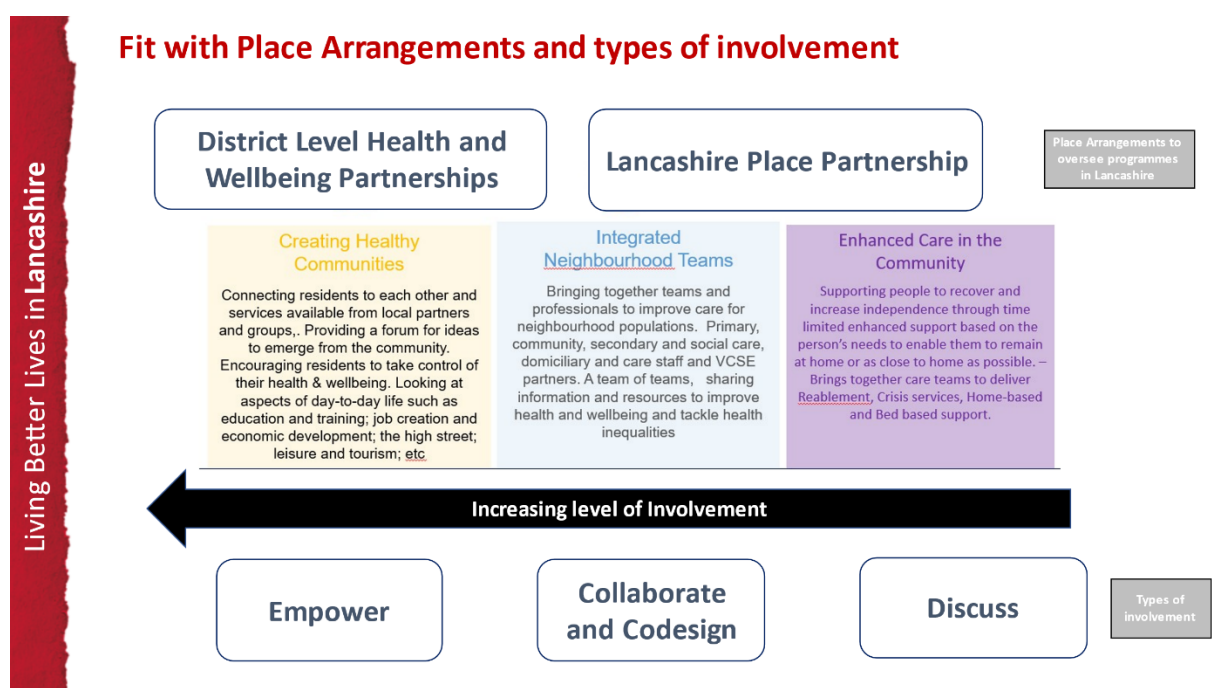 Fit with Place Arrangements and types of involvement
Living Better Lives in Lancashire
District Level Health and
Wellbeing Partnerships
Lancashire Place Partnership
Place Arrangements to
oversee programmes
in Lancashire
Creating Healthy
Communities
Connecting residents to each other and
services available from local partners
and groups,. Providing a forum for ideas
to emerge from the community.
Encouraging residents to take control of
their health & wellbeing. Looking at
aspects of day-to-day life such as
education and training; job creation and
economic development; the high street;
leisure and tourism; etc
Integrated
Neighbourhood Teams
Bringing together teams and
professionals to improve care for
neighbourhood populations. Primary,
community, secondary and social care,
domiciliary and care staff and VCSE
partners. A team of teams, sharing
information and resources to improve
health and wellbeing and tackle health
inequalities
Enhanced Care in the
Community
Supporting people to recover and
increase independence through time
limited enhanced support based on the
person's needs to enable them to remain
at home or as close to home as possible. –
Brings together care teams to deliver
Reablement, Crisis services, Home-based
and Bed based support.
Increasing level of Involvement
Empower
Collaborate
and Codesign
Discuss
Types of
involvement